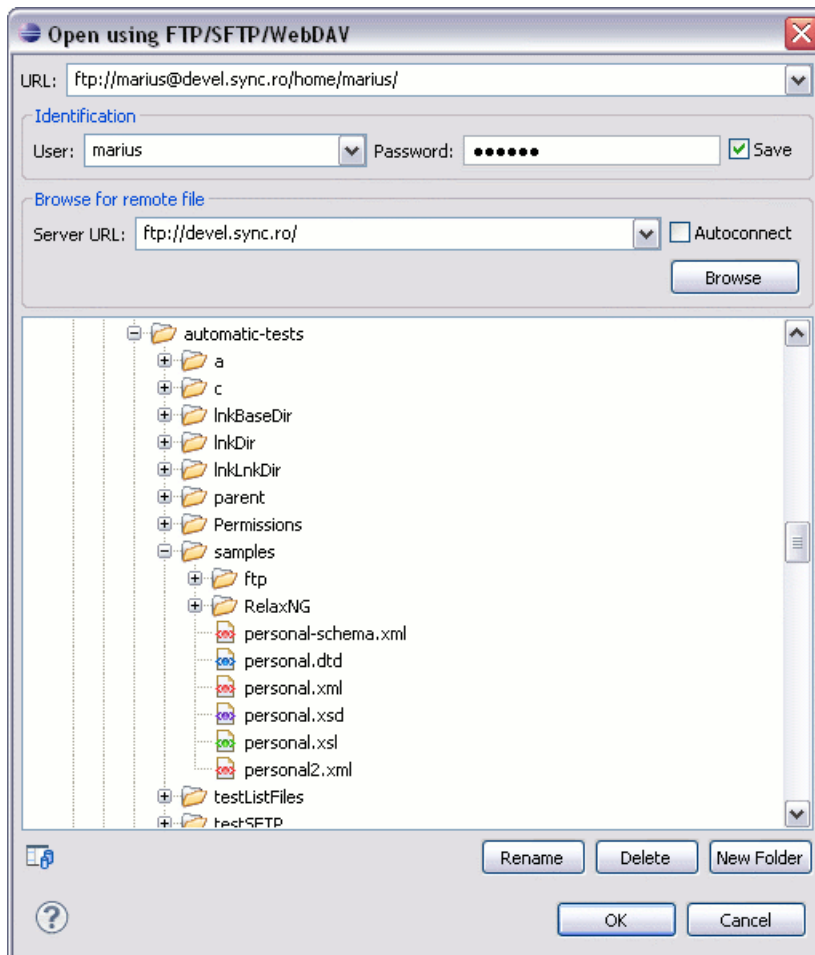 Open using FTP/SFTP/WebDAV
URL: ftp://marius@devel.sync.ro/home/marius/
Identification
User: marius Password: ●●●●●● Save
Browse for remote file
Server URL: ftp://devel.sync.ro/ Autoconnect
Browse
automatic-tests
a
c
lnkBaseDir
lnkDir
lnkLnkDir
parent
Permissions
samples
ftp
RelaxNG
personal-schema.xml
personal.dtd
personal.xml
personal.xsd
personal.xsl
personal2.xml
testListFiles
testSFTP
Rename Delete New Folder
? OK Cancel